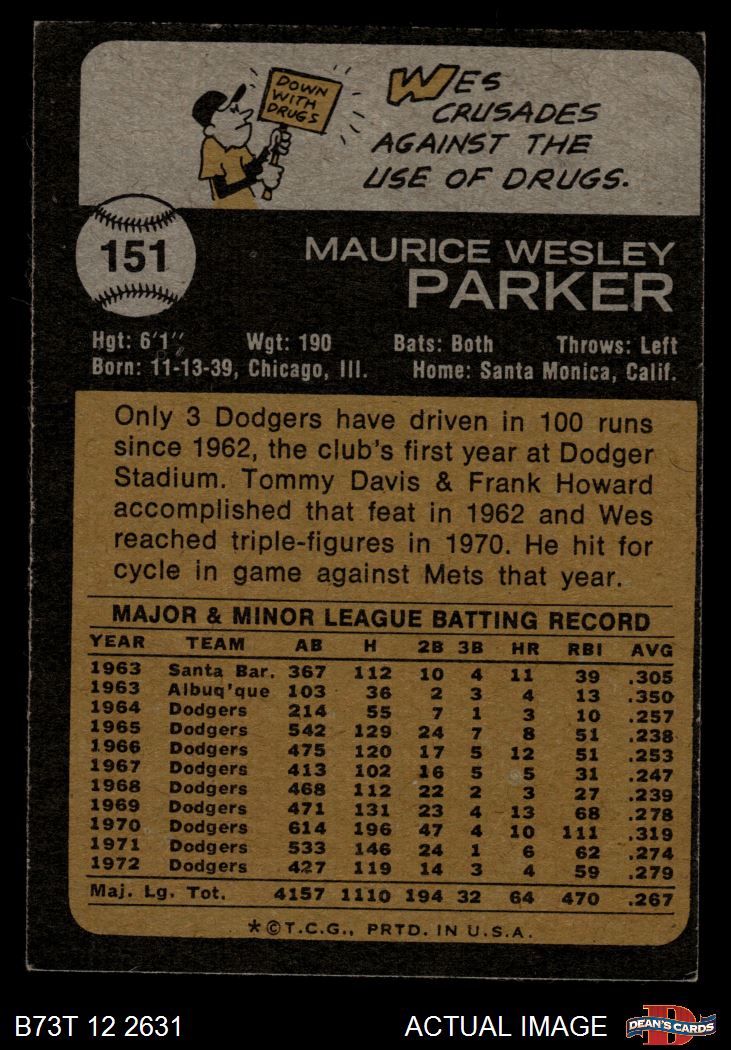 DOWN
WITH
DRUGS
WES
CRUSADES
AGAINST THE
USE OF DRUGS.
151
MAURICE WESLEY
PARKER
Hgt: 6'1" Wgt: 190 Bats: Both Throws: Left
Born: 11-13-39, Chicago, Ill. Home: Santa Monica, Calif.
Only 3 Dodgers have driven in 100 runs
since 1962, the club's first year at Dodger
Stadium. Tommy Davis & Frank Howard
accomplished that feat in 1962 and Wes
reached triple-figures in 1970. He hit for
cycle in game against Mets that year.
MAJOR & MINOR LEAGUE BATTING RECORD
YEAR TEAM AB H 2B 3B HR RBI AVG
1963 Santa Bar. 367 112 10 4 11 39 .305
1963 Albuq'que 103 36 2 3 4 13 .350
1964 Dodgers 214 55 7 1 3 10 .257
1965 Dodgers 542 129 24 7 8 51 .238
1966 Dodgers 475 120 17 5 12 51 .253
1967 Dodgers 413 102 16 5 5 31 .247
1968 Dodgers 468 112 22 2 3 27 .239
1969 Dodgers 471 131 23 4 13 68 .278
1970 Dodgers 614 196 47 4 10 111 .319
1971 Dodgers 533 146 24 1 6 62 .274
1972 Dodgers 427 119 14 3 4 59 .279
Maj. Lg. Tot. 4157 1110 194 32 64 470 .267
*©T.C.G., PRTD. IN U.S.A.
B73T 12 2631 ACTUAL IMAGE
D
DEAN'S CARDS